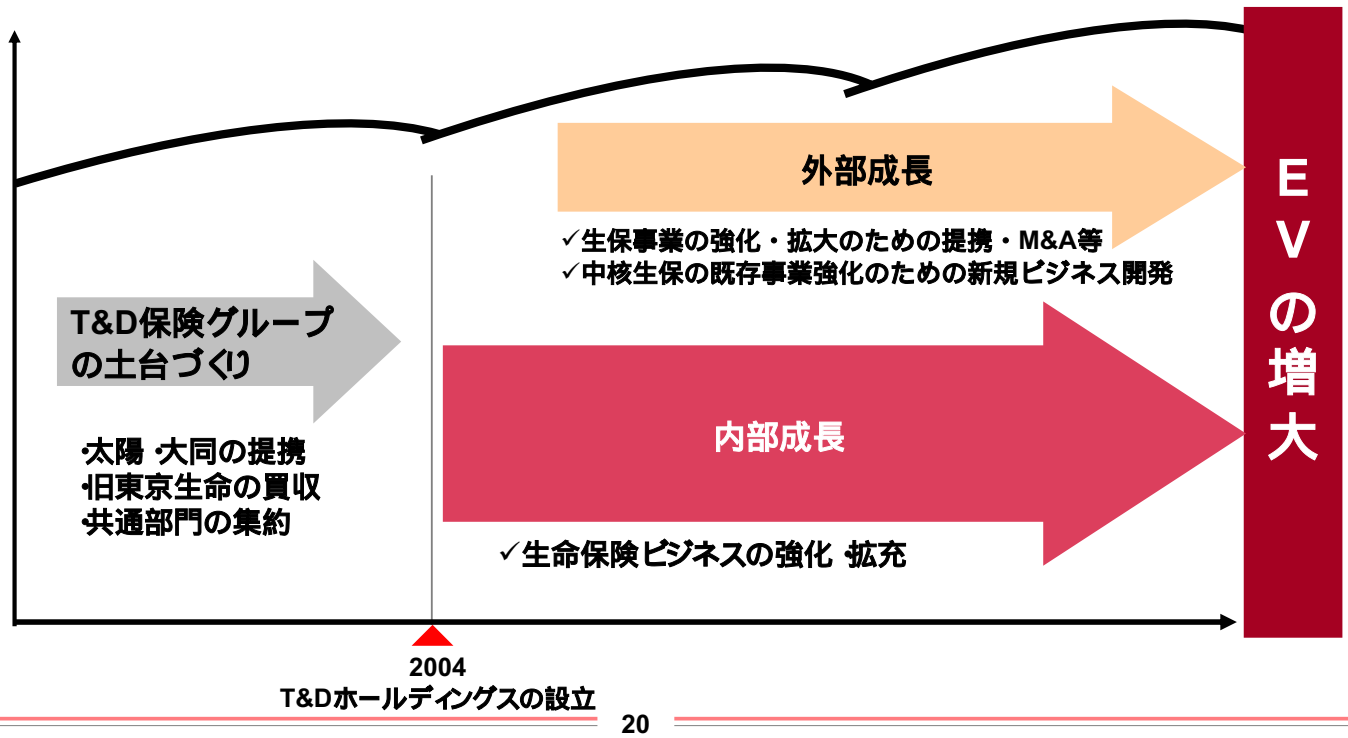 外部成長
✓生保事業の強化・拡大のための提携・M&A等
✓中核生保の既存事業強化のための新規ビジネス開発
T&D保険グループ
の土台づくり
・太陽・大同の提携
・旧東京生命の買収
・共通部門の集約
内部成長
✓生命保険ビジネスの強化・拡充
EVの増大
2004
T&Dホールディングスの設立
20